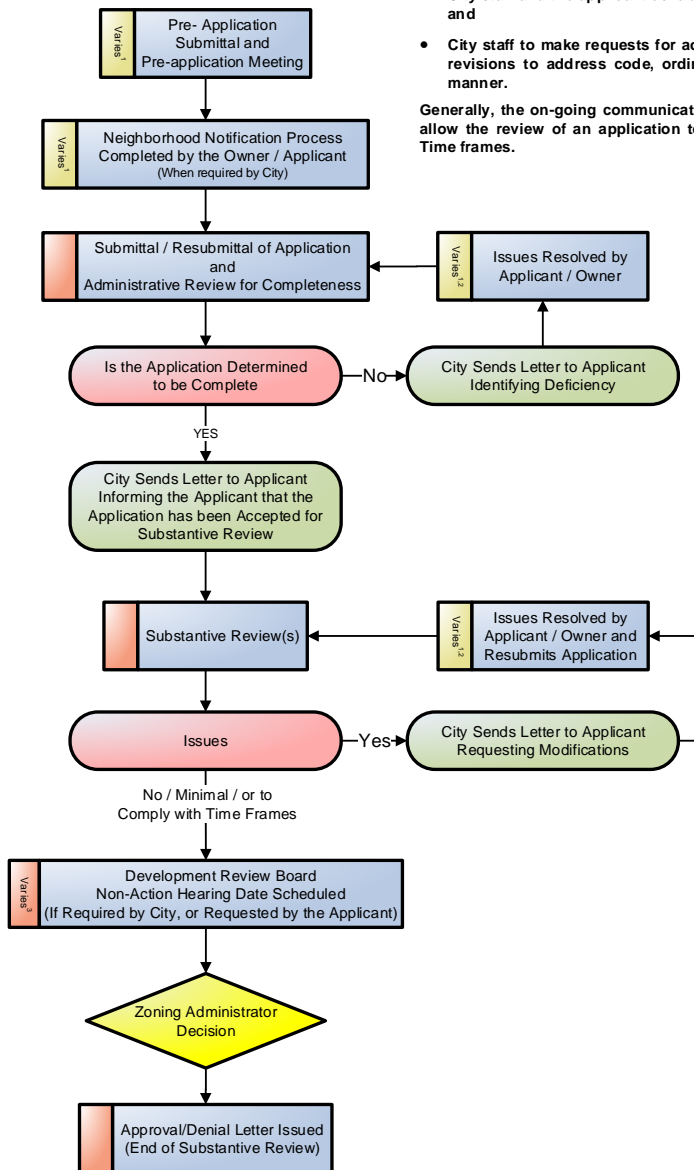 Varies¹
Pre- Application
Submittal and
Pre-application Meeting
and
• City staff to make requests for
revisions to address code,
manner.
Generally, the on-going
allow the review of an application
Time frames.
Varies¹
Neighborhood Notification Process
Completed by the Owner / Applicant
(When required by City)
Submittal / Resubmittal of Application
and
Administrative Review for Completeness
Varies¹,²
Issues Resolved by
Applicant / Owner
Is the Application Determined
to be Complete
No
City Sends Letter to Applicant
Identifying Deficiency
YES
City Sends Letter to Applicant
Informing the Applicant that the
Application has been Accepted for
Substantive Review
Substantive Review(s)
Varies¹,²
Issues Resolved by
Applicant / Owner and
Resubmits Application
Issues
Yes
City Sends Letter to Applicant
Requesting Modifications
No / Minimal / or to
Comply with Time Frames
Varies³
Development Review Board
Non-Action Hearing Date Scheduled
(If Required by City, or Requested by the Applicant)
Zoning Administrator
Decision
Approval/Denial Letter Issued
(End of Substantive Review)